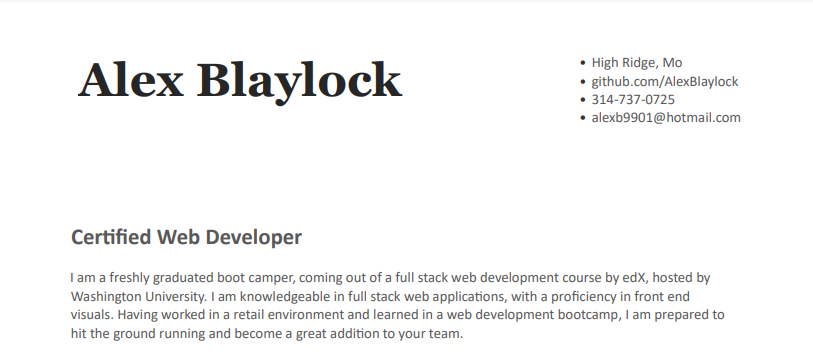 Alex Blaylock
• High Ridge, Mo
• github.com/AlexBlaylock
• 314-737-0725
• alexb9901@hotmail.com
Certified Web Developer
I am a freshly graduated boot camper, coming out of a full stack web development course by edX, hosted by
Washington University. I am knowledgeable in full stack web applications, with a proficiency in front end
visuals. Having worked in a retail environment and learned in a web development bootcamp, I am prepared to
hit the ground running and become a great addition to your team.